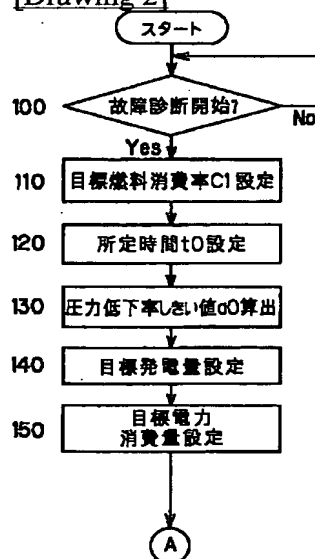 [Drawing 2]
スタート
100
故障診断開始?
No
Yes
110
目標燃料消費率C1設定
120
所定時間t0設定
130
圧力低下率しきい値α0算出
140
目標発電量設定
150
目標電力
消費量設定
A